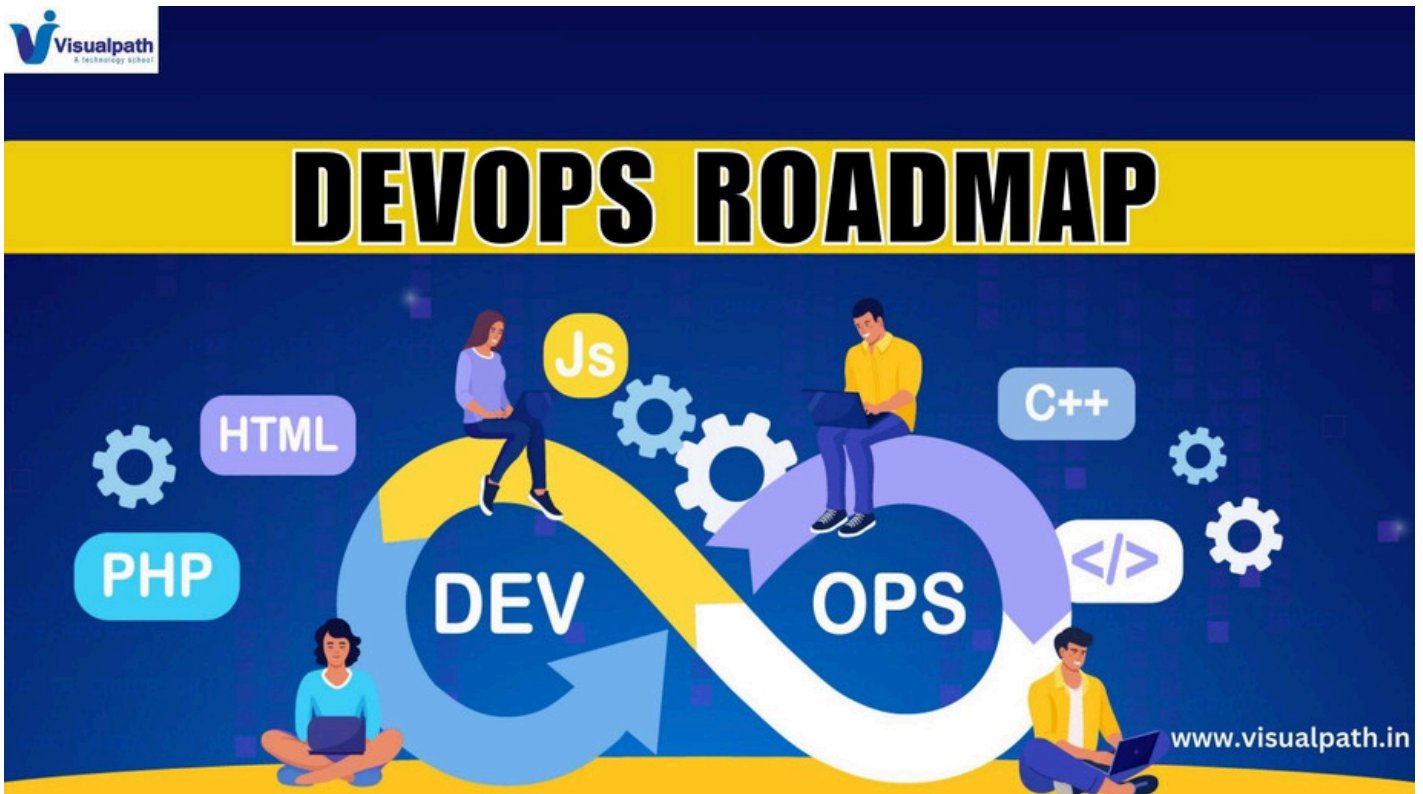 Visualpath
A technology school
DEVOPS ROADMAP
Js
C++
HTML
</>
PHP
DEV
OPS
www.visualpath.in